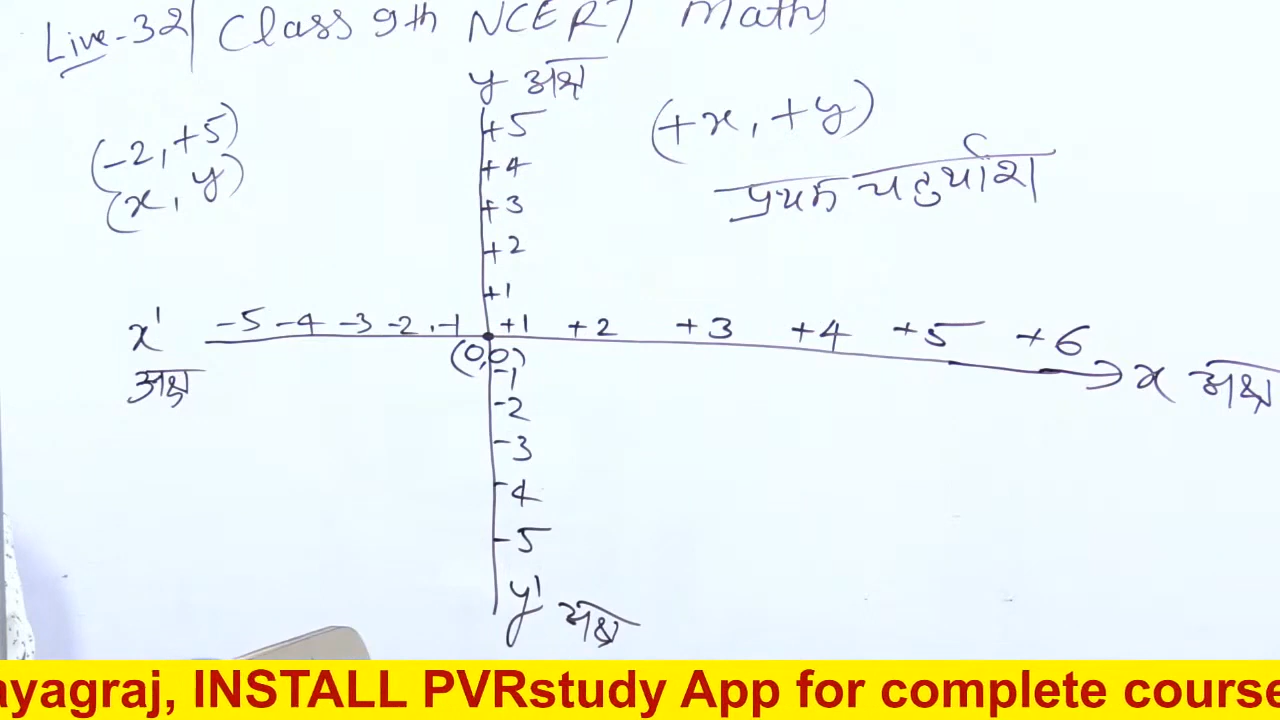 Live-32| Class 9th NCERT Maths
y अक्ष
(-2, +5)
(x, y)
(+x, +y)
प्रथम चतुर्थांश
+5
+4
+3
+2
+1
x' -5 -4 -3 -2, -1 +1 +2 +3 +4 +5 +6
अक्ष
(0,0)
x अक्ष
-1
-2
-3
-4
-5
y' अक्ष
ayagraj, INSTALL PVRstudy App for complete course